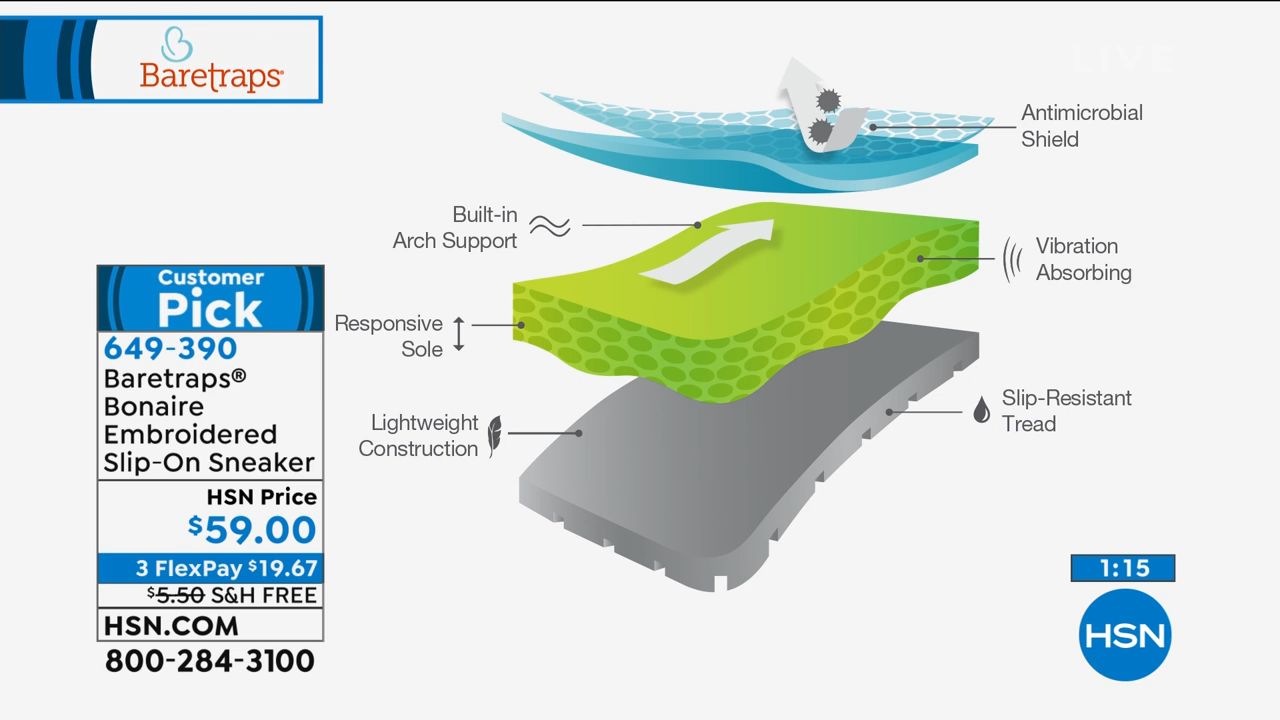 Baretraps®
LIVE
Antimicrobial
Shield
Built-in
Arch Support
Vibration
Absorbing
Responsive
Sole
Lightweight
Construction
Slip-Resistant
Tread
Customer
Pick
649-390
Baretraps®
Bonaire
Embroidered
Slip-On Sneaker
HSN Price
$59.00
3 FlexPay $19.67
$5.50 S&H FREE
HSN.COM
800-284-3100
1:15
HSN